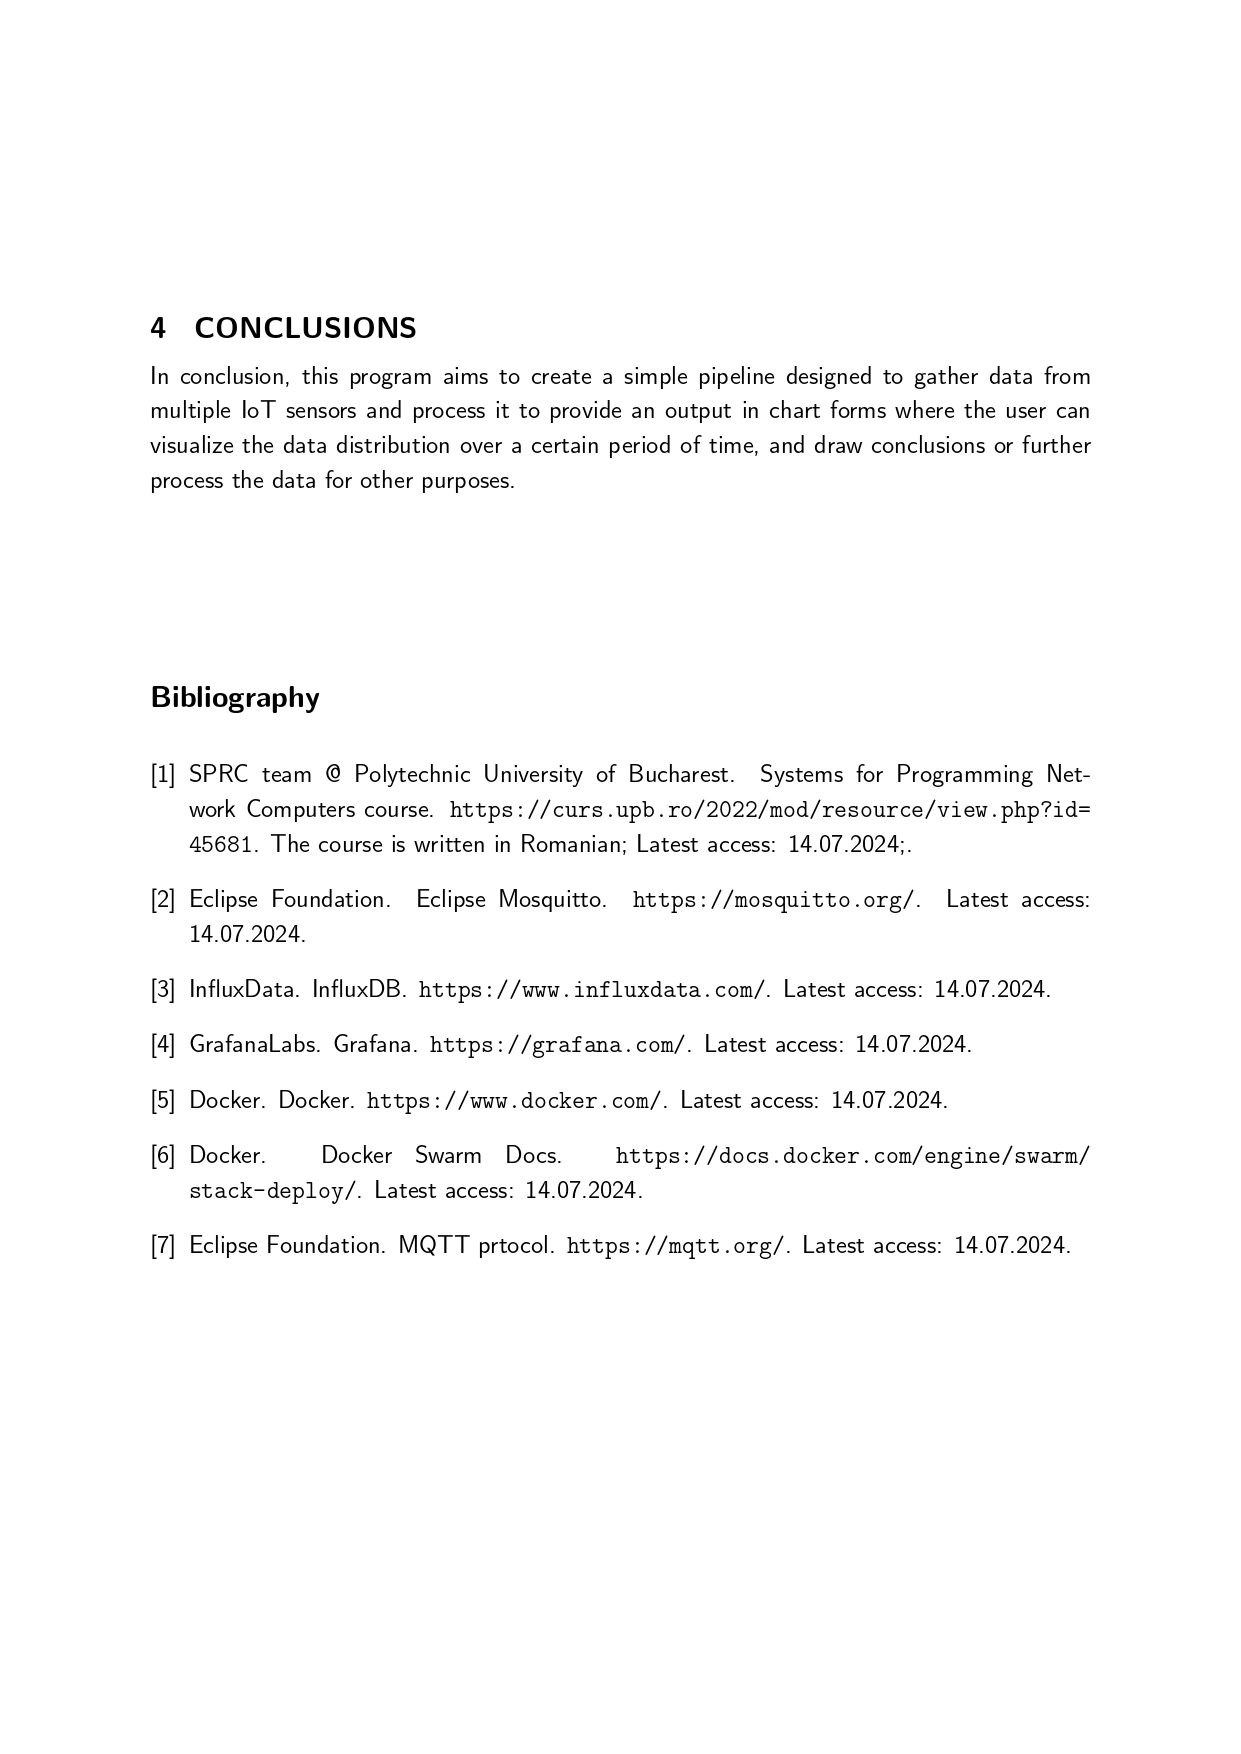 4 CONCLUSIONS
In conclusion, this program aims to create a simple pipeline designed to gather data from
multiple IoT sensors and process it to provide an output in chart forms where the user can
visualize the data distribution over a certain period of time, and draw conclusions or further
process the data for other purposes.
Bibliography
[1] SPRC team @ Polytechnic University of Bucharest. Systems for Programming Net-
work Computers course. https://curs.upb.ro/2022/mod/resource/view.php?id=
45681. The course is written in Romanian; Latest access: 14.07.2024;.
[2] Eclipse Foundation. Eclipse Mosquitto. https://mosquitto.org/. Latest access:
14.07.2024.
[3] InfluxData. InfluxDB. https://www.influxdata.com/. Latest access: 14.07.2024.
[4] GrafanaLabs. Grafana. https://grafana.com/. Latest access: 14.07.2024.
[5] Docker. Docker. https://www.docker.com/. Latest access: 14.07.2024.
[6] Docker. Docker Swarm Docs. https://docs.docker.com/engine/swarm/
stack-deploy/. Latest access: 14.07.2024.
[7] Eclipse Foundation. MQTT prtocol. https://mqtt.org/. Latest access: 14.07.2024.